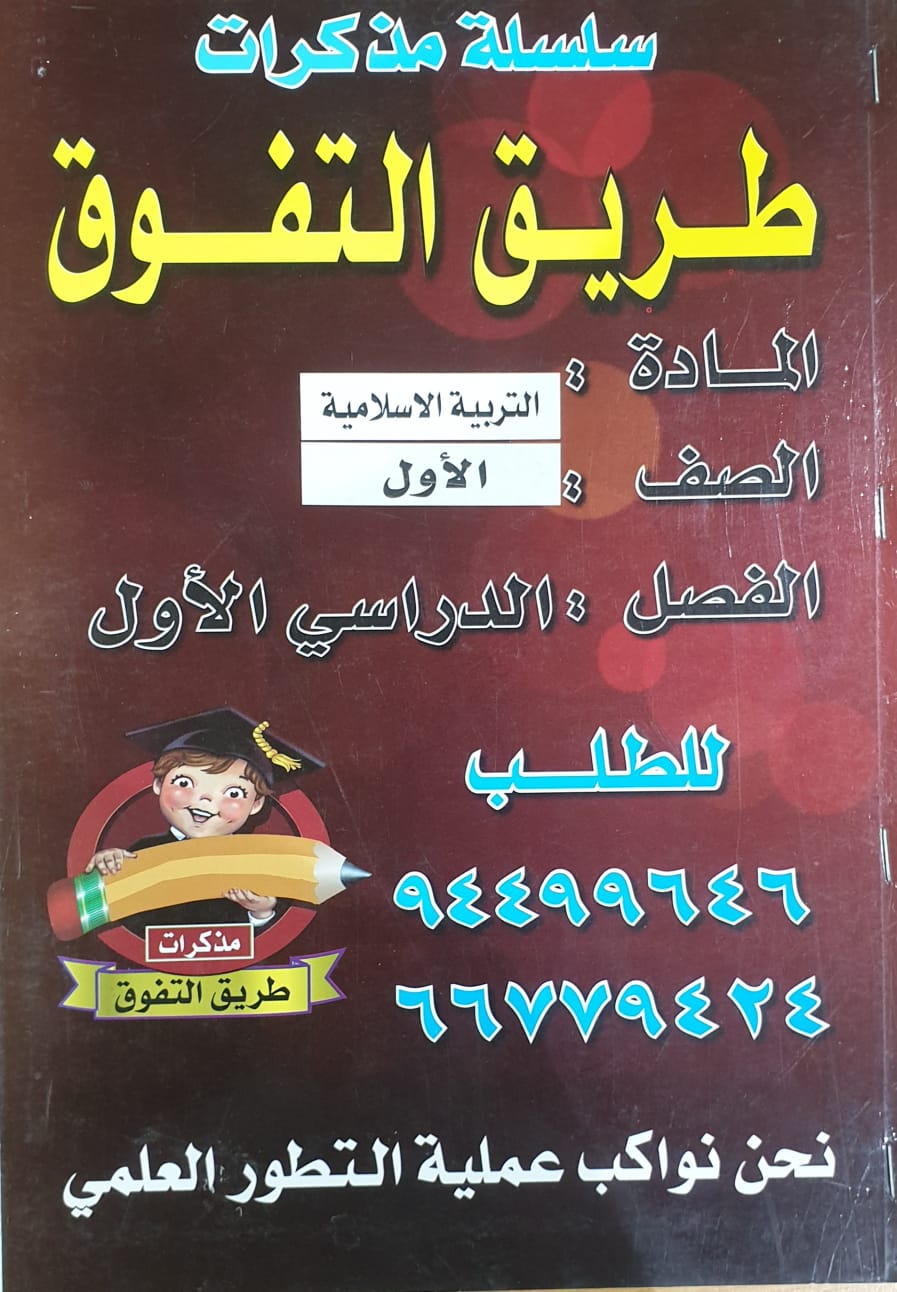 سلسلة مذكرات
طريق التفوق
المادة :
التربية الاسلامية
الصف :
الأول
الفصل : الدراسي الأول
للطلب
٩٤٤٩٩٦٤٦
٦٦٧٧٩٤٢٤
مذكرات
طريق التفوق
نحن نواكب عملية التطور العلمي